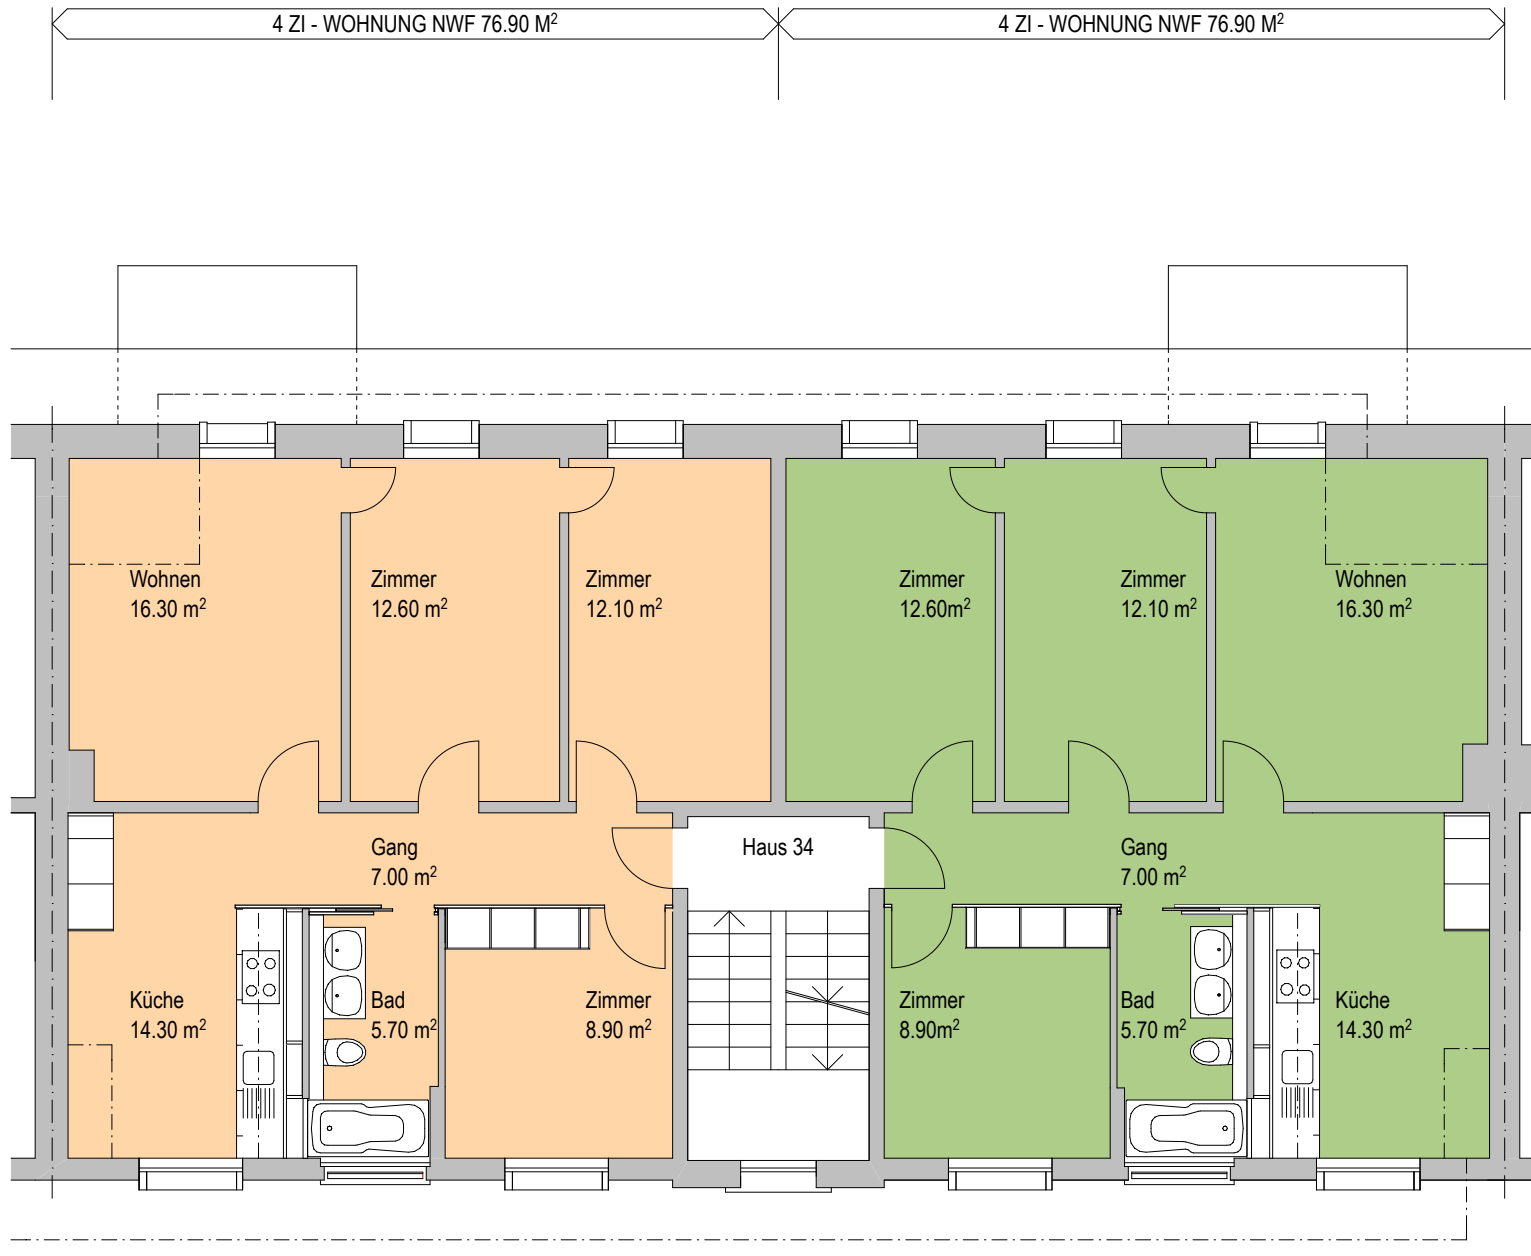 4 ZI - WOHNUNG NWF 76.90 M²
4 ZI - WOHNUNG NWF 76.90 M²
Wohnen
16.30 m²
Zimmer
12.60 m²
Zimmer
12.10 m²
Zimmer
12.60m²
Zimmer
12.10 m²
Wohnen
16.30 m²
Gang
7.00 m²
Haus 34
Gang
7.00 m²
Küche
14.30 m²
Bad
5.70 m²
Zimmer
8.90 m²
Zimmer
8.90m²
Bad
5.70 m²
Küche
14.30 m²